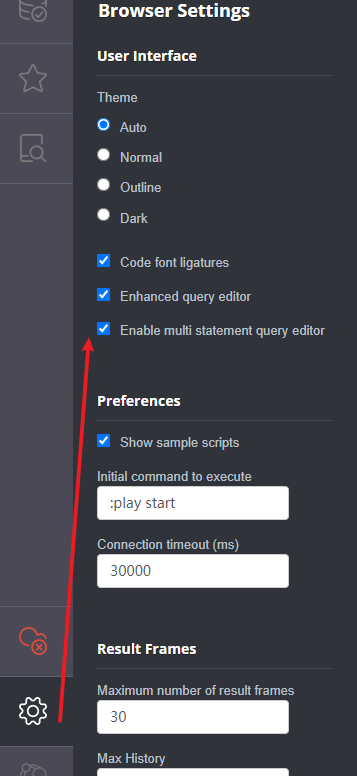 Browser Settings
User Interface
Theme
Auto
Normal
Outline
Dark
Code font ligatures
Enhanced query editor
Enable multi statement query editor
Preferences
Show sample scripts
Initial command to execute
:play start
Connection timeout (ms)
30000
Result Frames
Maximum number of result frames
30
Max History